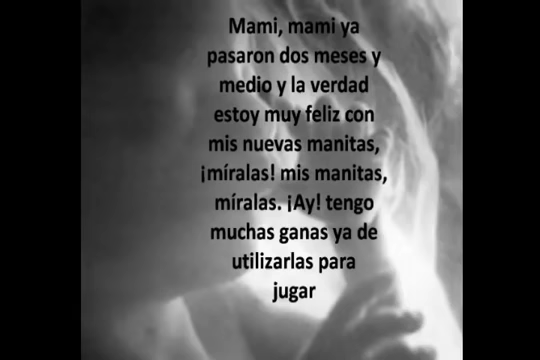 Mami, mami ya
pasaron dos meses y
medio y la verdad
estoy muy feliz con
mis nuevas manitas,
¡míralas! mis manitas,
míralas. ¡Ay! tengo
muchas ganas ya de
utilizarlas para
jugar